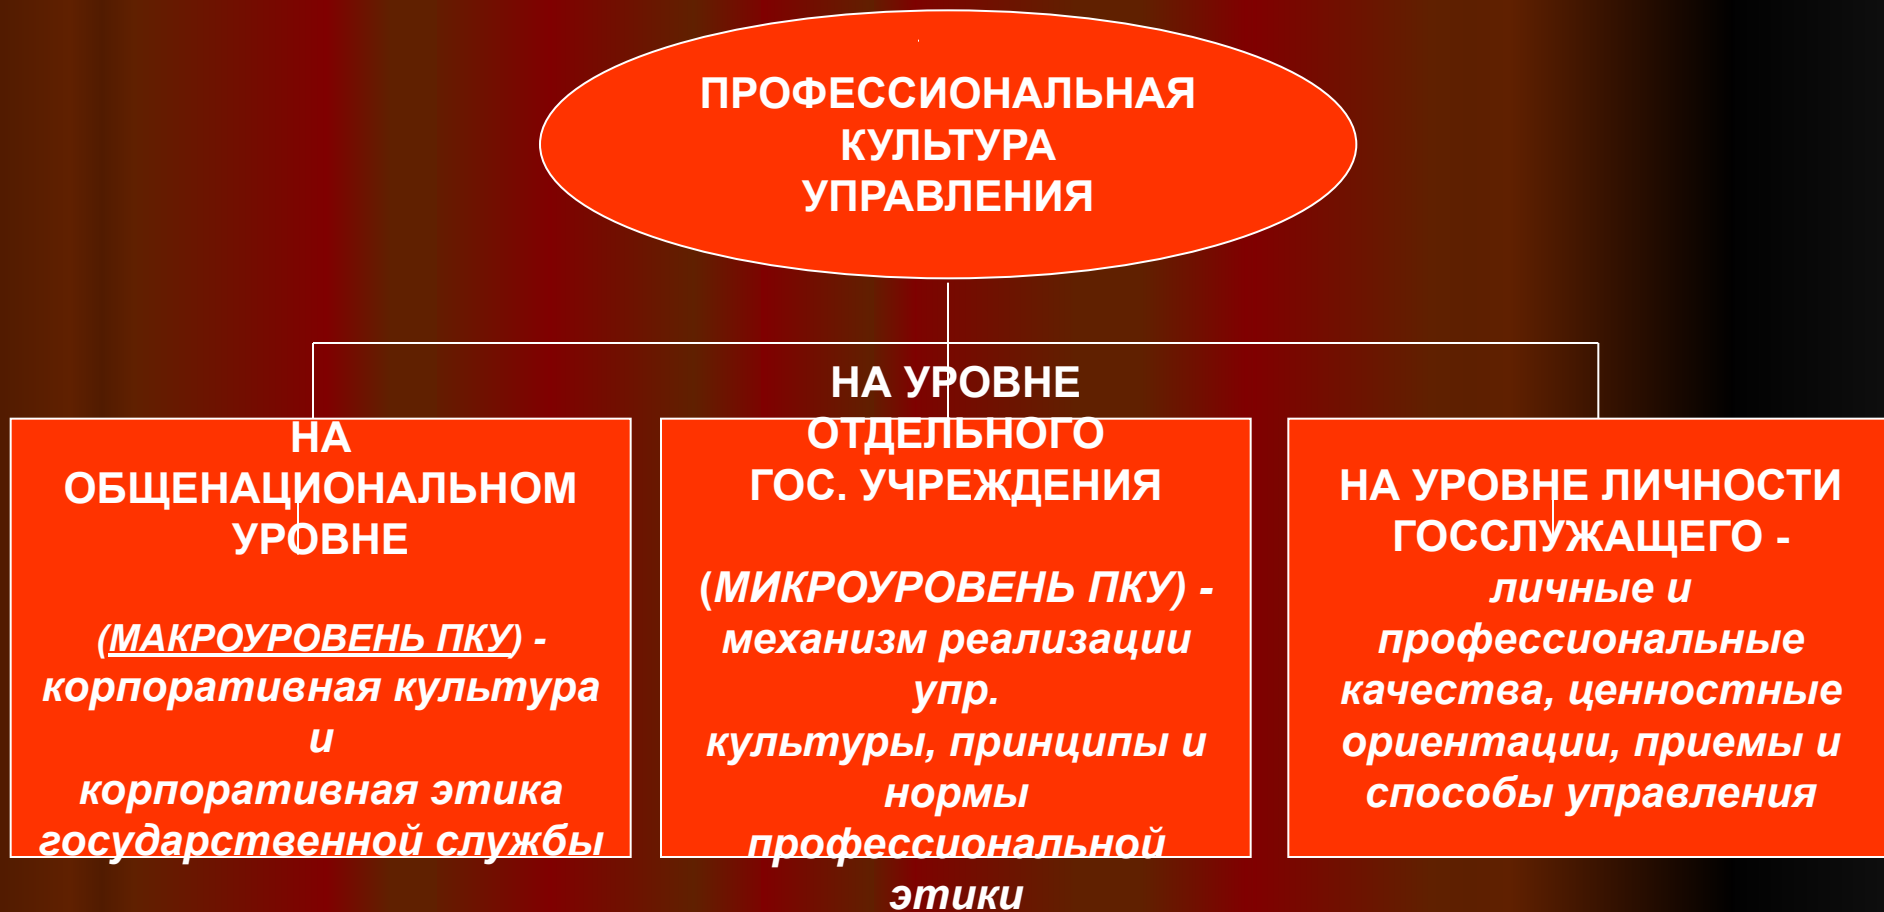 ПРОФЕССИОНАЛЬНАЯ
КУЛЬТУРА
УПРАВЛЕНИЯ
НА
ОБЩЕНАЦИОНАЛЬНОМ
УРОВНЕ
(МАКРОУРОВЕНЬ ПКУ) -
корпоративная культура
и
корпоративная этика
государственной службы
НА УРОВНЕ
ОТДЕЛЬНОГО
ГОС. УЧРЕЖДЕНИЯ
(МИКРОУРОВЕНЬ ПКУ) -
механизм реализации
упр.
культуры, принципы и
нормы
профессиональной
этики
НА УРОВНЕ ЛИЧНОСТИ
ГОССЛУЖАЩЕГО -
личные и
профессиональные
качества, ценностные
ориентации, приемы и
способы управления